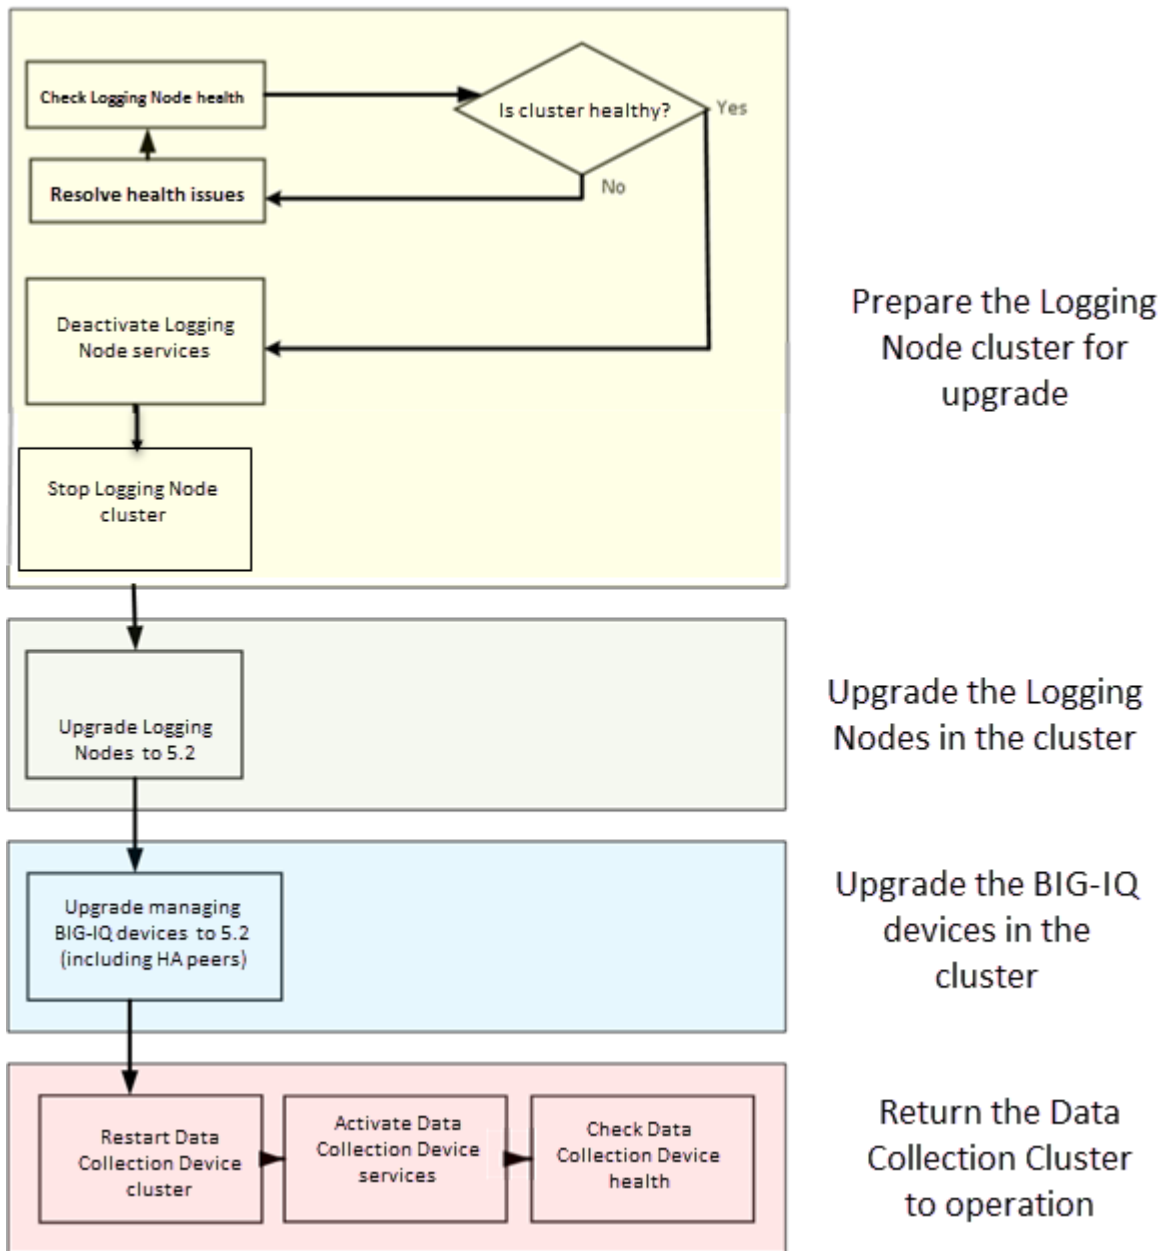 Check Logging Node health
Is cluster healthy?
Yes
Resolve health issues
No
Deactivate Logging
Node services
Prepare the Logging
Node cluster for
upgrade
Stop Logging Node
cluster
Upgrade Logging
Nodes to 5.2
Upgrade the Logging
Nodes in the cluster
Upgrade managing
BIG-IQ devices to 5.2
(including HA peers)
Upgrade the BIG-IQ
devices in the
cluster
Restart Data
Collection Device
cluster
Activate Data
Collection Device
services
Check Data
Collection Device
health
Return the Data
Collection Cluster
to operation